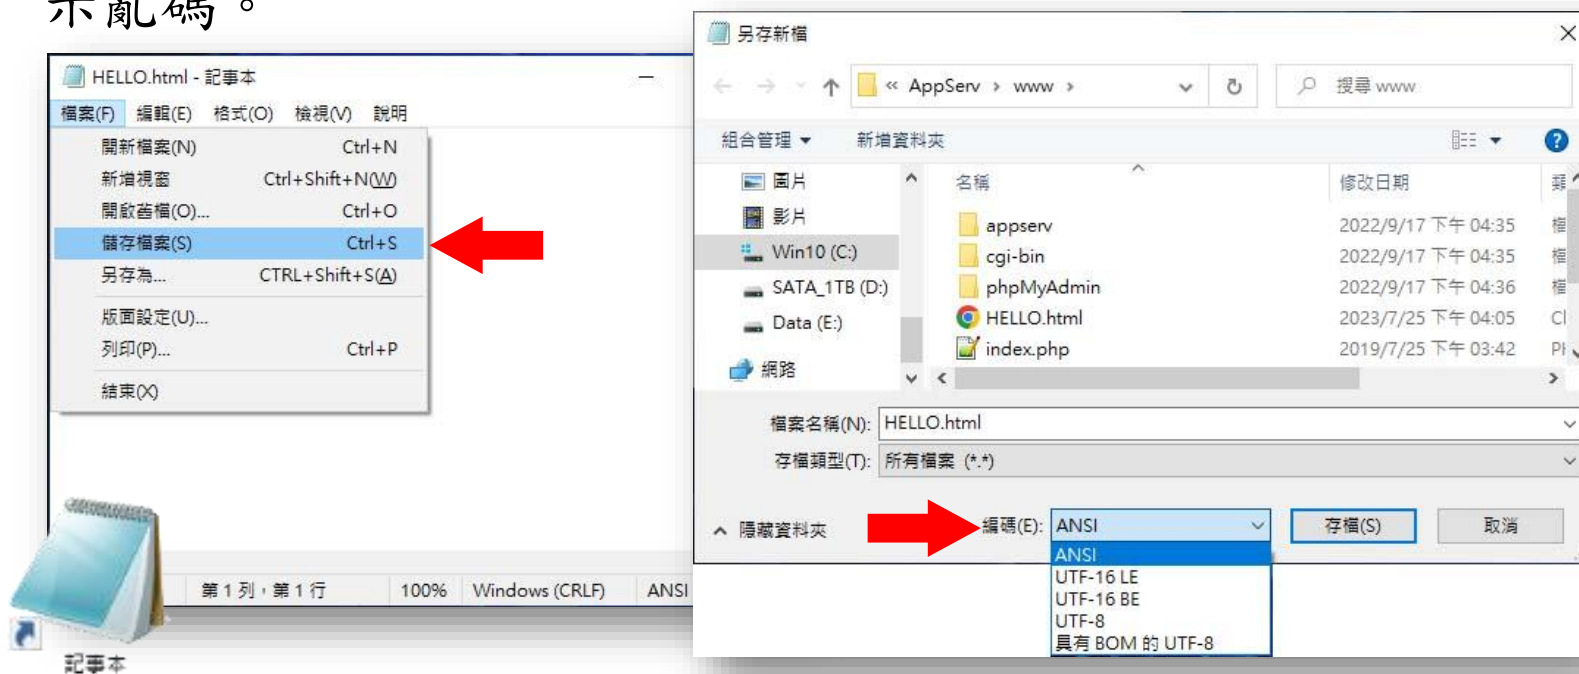 示亂碼。
HELLO.html - 記事本
檔案(F) 編輯(E) 格式(O) 檢視(V) 說明
開新檔案(N) Ctrl+N
新增視窗 Ctrl+Shift+N(W)
開啟舊檔(O)... Ctrl+O
儲存檔案(S) Ctrl+S
另存為... CTRL+Shift+S(A)
版面設定(U)...
列印(P)... Ctrl+P
結束(X)
第 1 列,第 1 行 100% Windows (CRLF) ANSI
記事本
另存新檔
« AppServ › www ›
搜尋 www
組合管理 新增資料夾
名稱 修改日期 類
圖片
影片
Win10 (C:)
SATA_1TB (D:)
Data (E:)
網路
appserv 2022/9/17 下午 04:35 檔
cgi-bin 2022/9/17 下午 04:35 檔
phpMyAdmin 2022/9/17 下午 04:36 檔
HELLO.html 2023/7/25 下午 04:05 Cl
index.php 2019/7/25 下午 03:42
檔案名稱(N): HELLO.html
存檔類型(T): 所有檔案 (*.*)
隱藏資料夾 編碼(E): ANSI 存檔(S) 取消
ANSI
UTF-16 LE
UTF-16 BE
UTF-8
具有 BOM 的 UTF-8